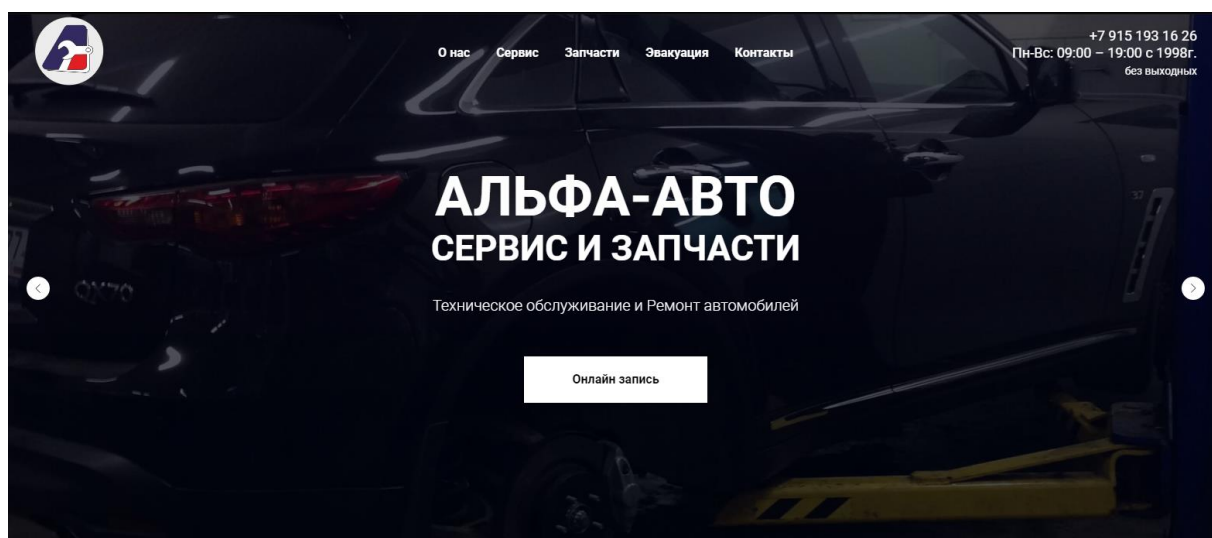 О нас Сервис Запчасти Эвакуация Контакты
+7 915 193 16 26
Пн-Вс: 09:00 – 19:00 с 1998г.
без выходных
АЛЬФА-АВТО
СЕРВИС И ЗАПЧАСТИ
QX70
Техническое обслуживание и Ремонт автомобилей
Онлайн запись